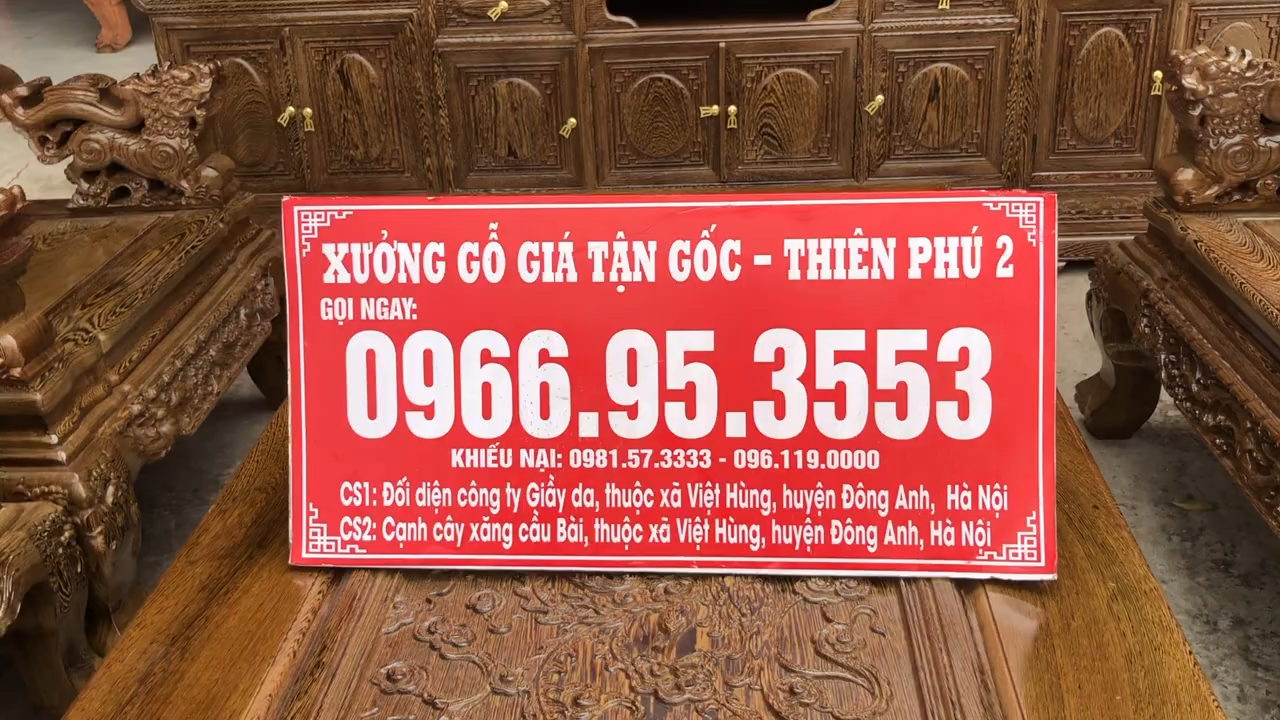 XƯỞNG GỖ GIÁ TẬN GỐC - THIÊN PHÚ 2
GỌI NGAY:
0966.95.3553
KHIẾU NẠI: 0981.57.3333 - 096.119.0000
CS1: Đối diện công ty Giầy da, thuộc xã Việt Hùng, huyện Đông Anh, Hà Nội
CS2: Cạnh cây xăng cầu Bài, thuộc xã Việt Hùng, huyện Đông Anh, Hà Nội